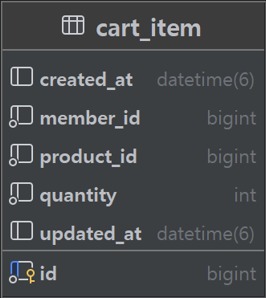 cart_item
created_at datetime(6)
member_id bigint
product_id bigint
quantity int
updated_at datetime(6)
id bigint